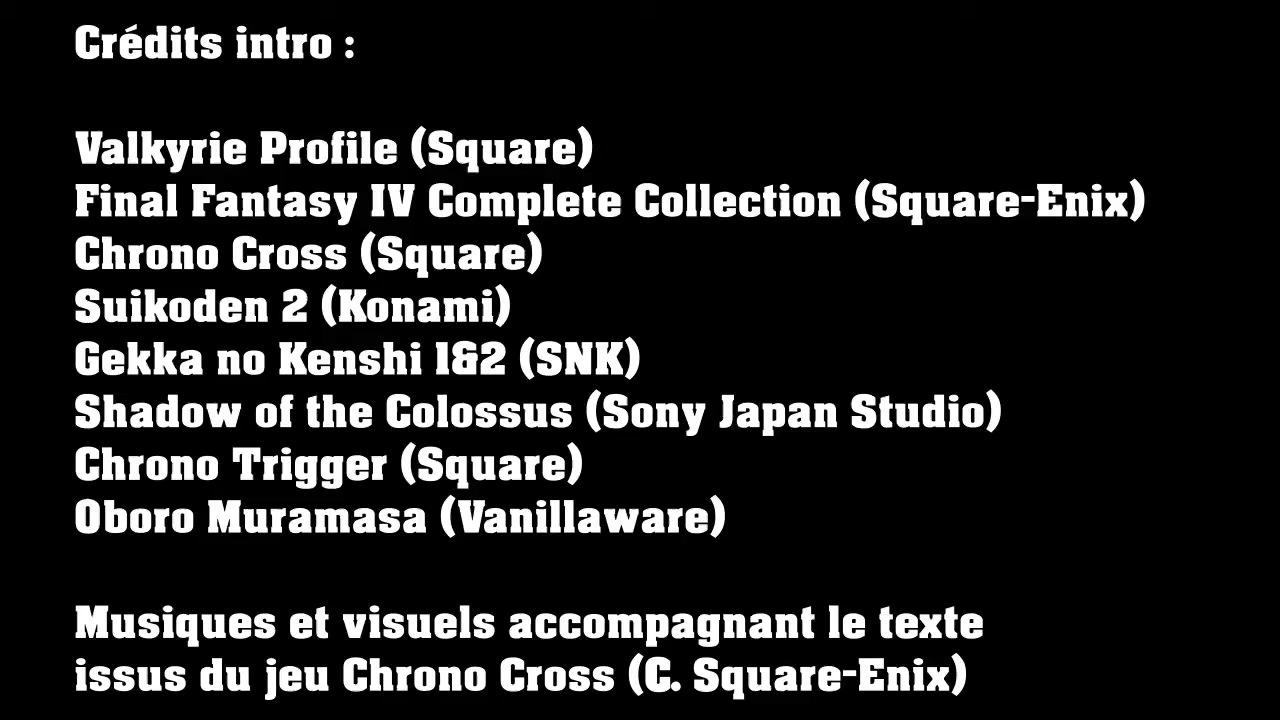 Crédits intro :
Valkyrie Profile (Square)
Final Fantasy IV Complete Collection (Square-Enix)
Chrono Cross (Square)
Suikoden 2 (Konami)
Gekka no Kenshi 1&2 (SNK)
Shadow of the Colossus (Sony Japan Studio)
Chrono Trigger (Square)
Oboro Muramasa (Vanillaware)
Musiques et visuels accompagnant le texte
issus du jeu Chrono Cross (C. Square-Enix)